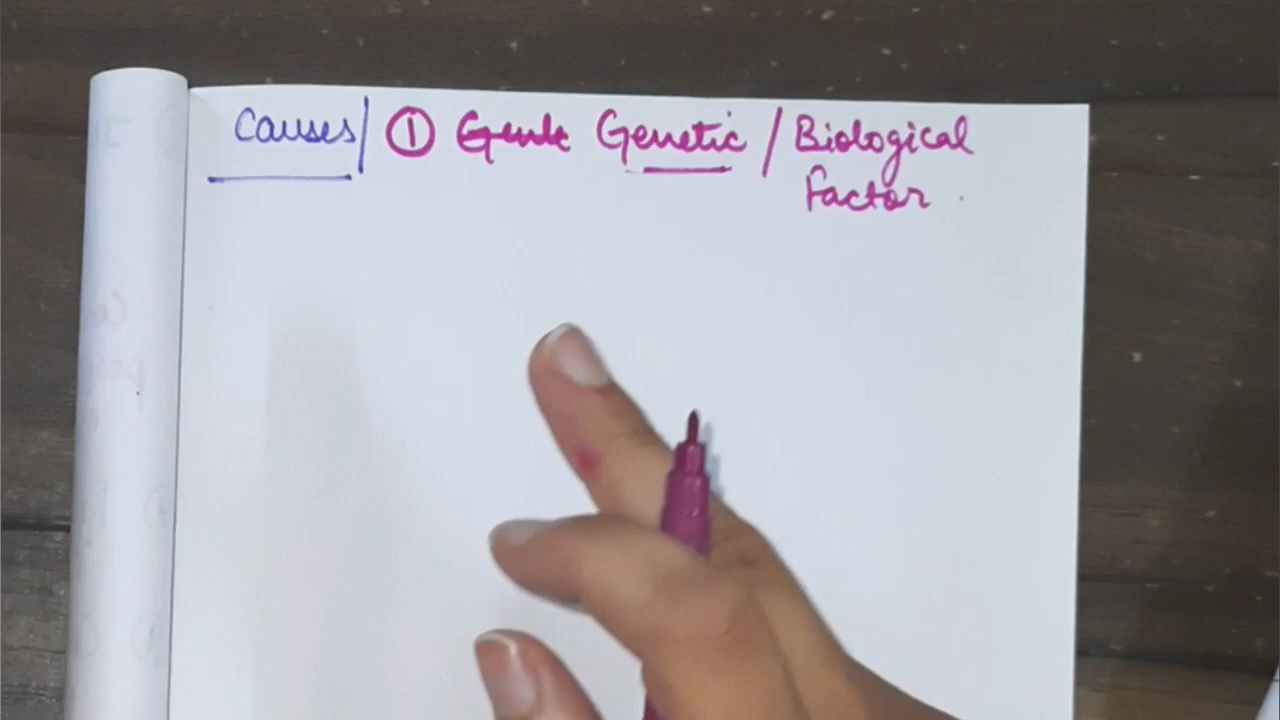 Causes/ ① Genetic / Biological
Factor